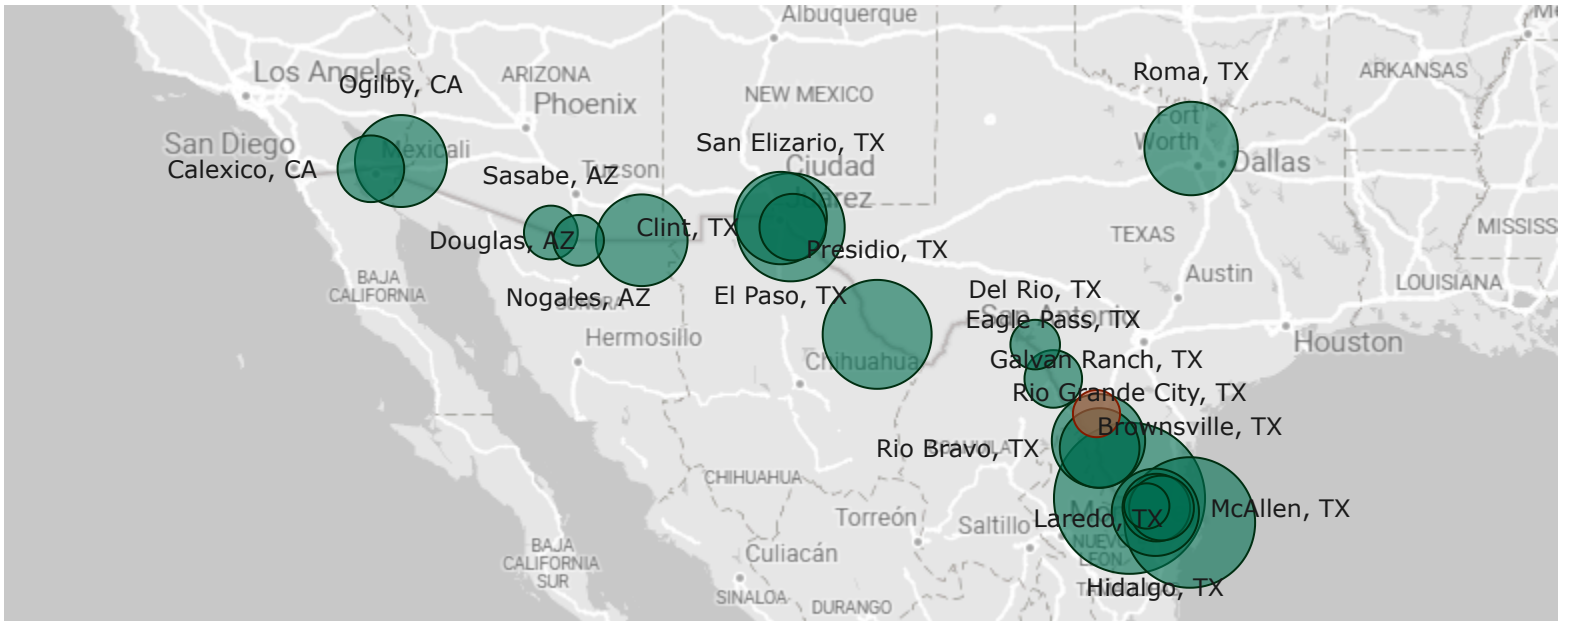 Albuquerque
Los Angeles
Ogilby, CA
ARIZONA
Phoenix
NEW MEXICO
Roma, TX
ARKANSAS
Fort
Worth
Dallas
San Diego
Mexicali
Calexico, CA
San Elizario, TX
Ciudad
Juarez
Sasabe, AZ
Tucson
Douglas, AZ
Clint, TX
Presidio, TX
TEXAS
MISSISS
Nogales, AZ
El Paso, TX
BAJA
CALIFORNIA
Hermosillo
Chihuahua
Del Rio, TX
Austin
LOUISIANA
San Antonio
Eagle Pass, TX
Houston
Galvan Ranch, TX
Rio Grande City, TX
Brownsville, TX
Rio Bravo, TX
CHIHUAHUA
Torreón
Saltillo
Laredo, TX
McAllen, TX
NUEVO
LEON
BAJA
CALIFORNIA
SUR
Culiacán
SINALOA
DURANGO
Hidalgo, TX